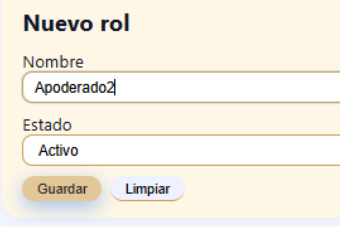 Nuevo rol
Nombre
Apoderado2
Estado
Activo
Guardar Limpiar